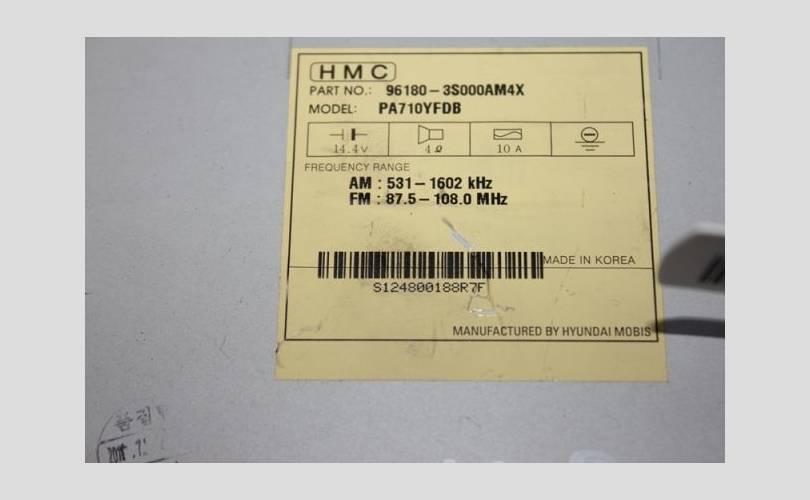 HMC
PART NO.: 96180-3S000AM4X
MODEL: PA710YFDB
14.4V 4Ω 10 A
FREQUENCY RANGE
AM : 531-1602 kHz
FM : 87.5-108.0 MHz
MADE IN KOREA
S124800188R7F
MANUFACTURED BY HYUNDAI MOBIS